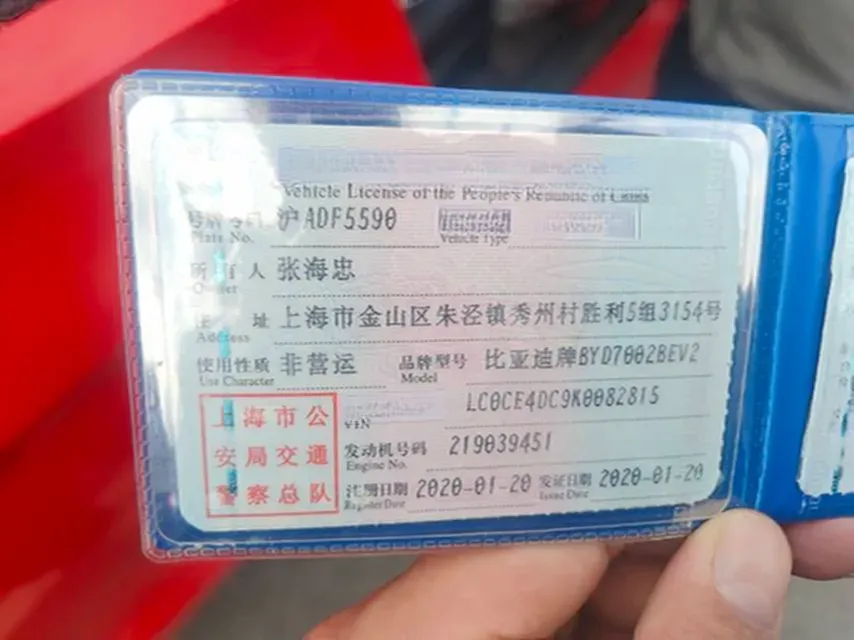 Vehicle License of the People's Republic of China
号牌号码 沪ADF5590
Plate No. Vehicle Type
所有人 张海忠
Owner
住 址 上海市金山区朱泾镇秀州村胜利5组3154号
Address
使用性质 非营运 品牌型号 比亚迪牌BYD7002BEV2
Use Character Model
上海市公
安局交通
警察总队
LC0CE4DC9K0082815
VIN
发动机号码 219039451
Engine No.
注册日期 2020-01-20 发证日期 2020-01-20
Register Date Issue Date